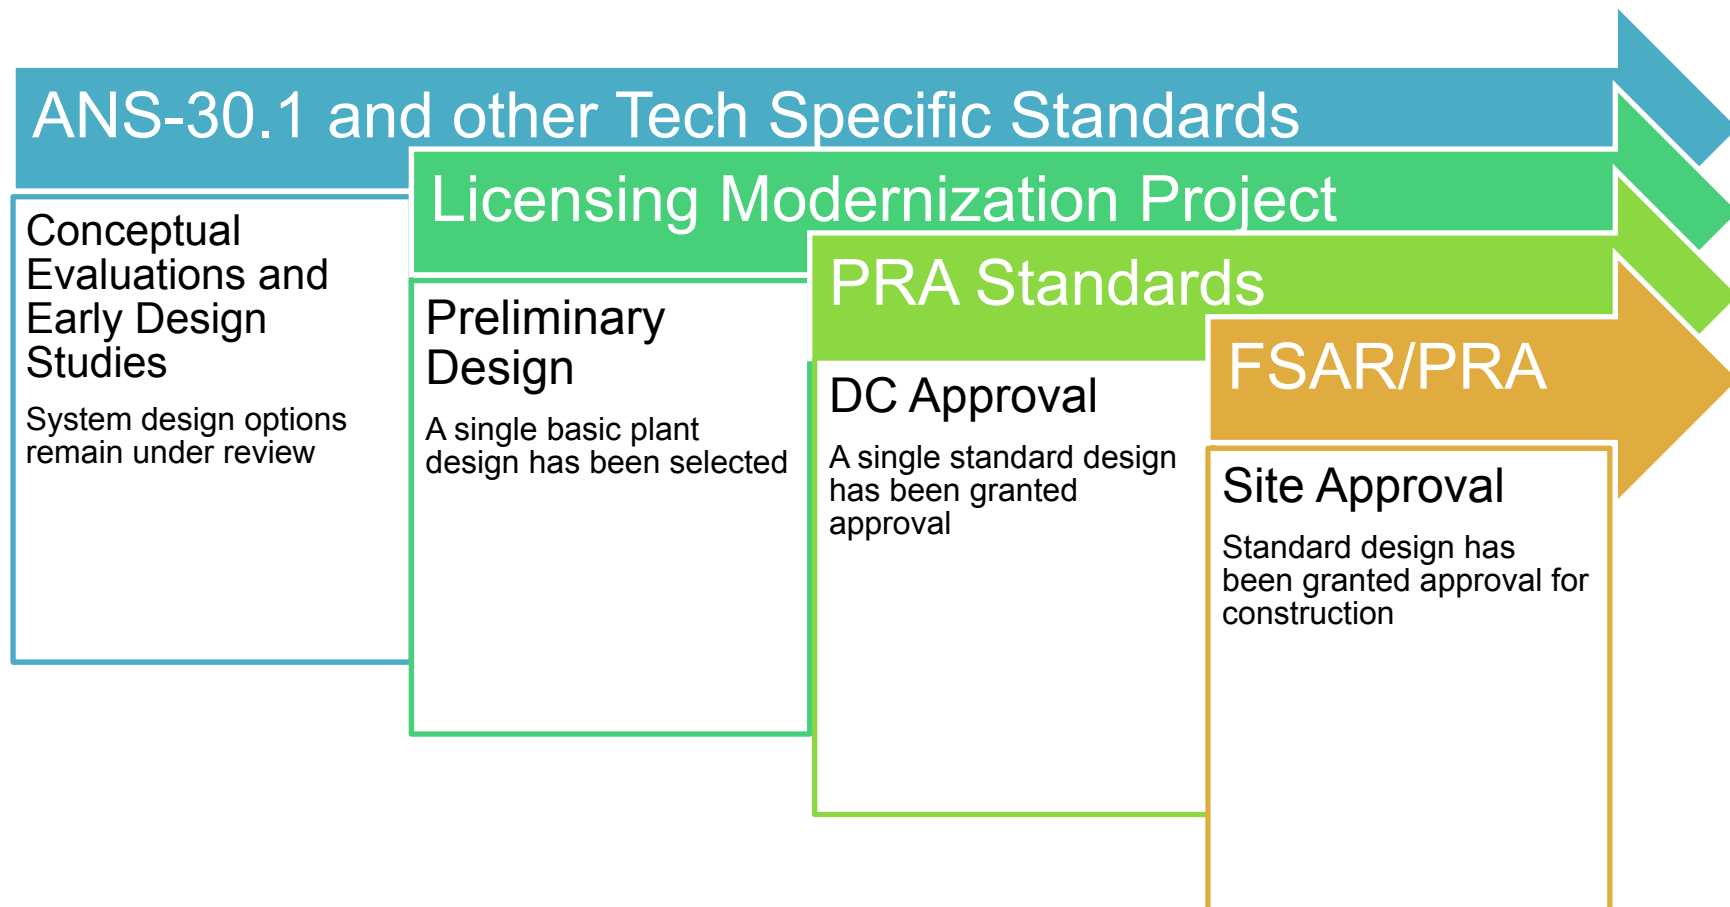 ANS-30.1 and other Tech Specific Standards
Conceptual
Evaluations and
Early Design
Studies
System design options
remain under review
Licensing Modernization Project
Preliminary
Design
A single basic plant
design has been selected
PRA Standards
DC Approval
A single standard design
has been granted
approval
FSAR/PRA
Site Approval
Standard design has
been granted approval for
construction